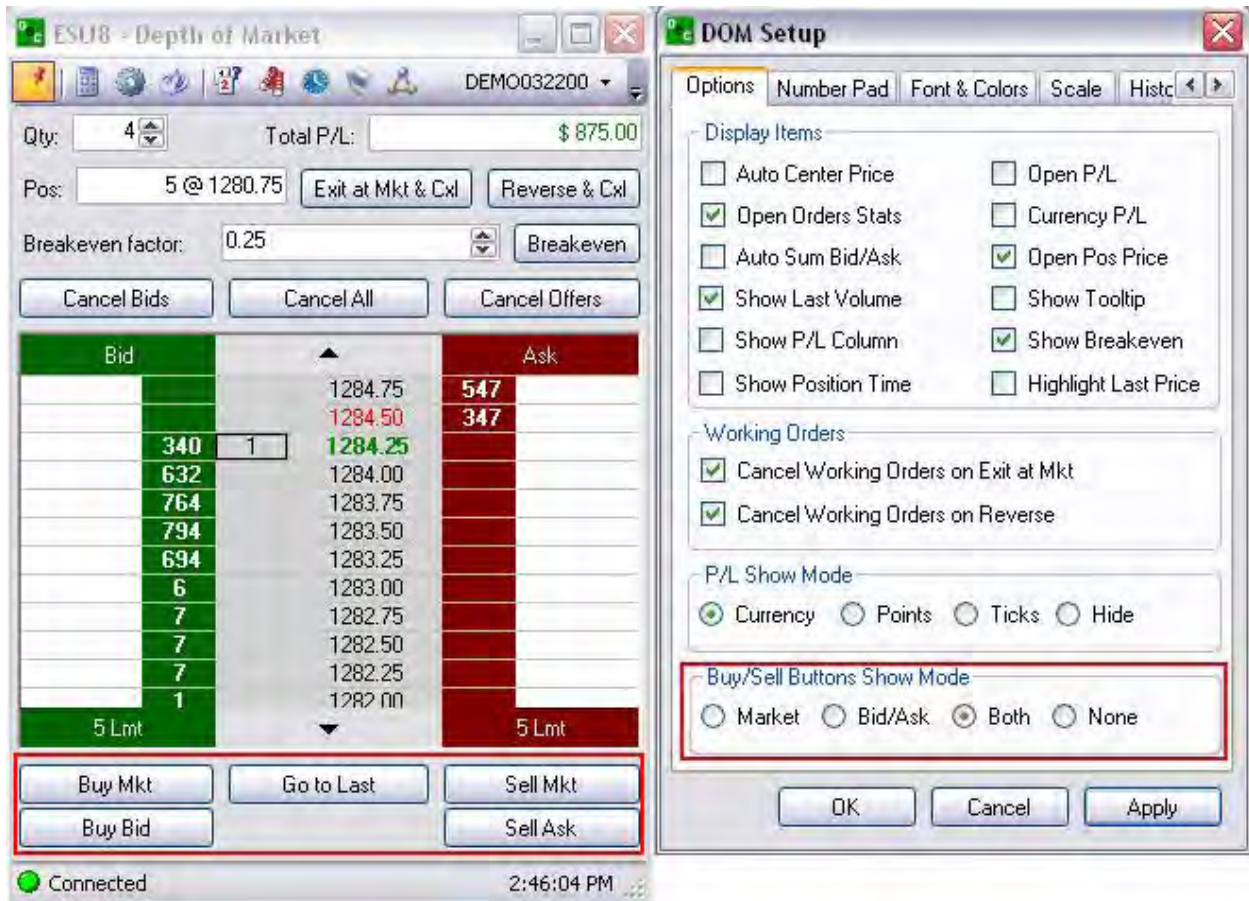 ESU8 - Depth of Market
DEMO032200
Qty: 4 Total P/L: $ 875.00
Pos: 5 @ 1280.75 Exit at Mkt & Cxl Reverse & Cxl
Breakeven factor: 0.25 Breakeven
Cancel Bids Cancel All Cancel Offers
Bid Ask
1284.75 547
1284.50 347
340 1 1284.25
632 1284.00
764 1283.75
794 1283.50
694 1283.25
6 1283.00
7 1282.75
7 1282.50
7 1282.25
1 1282.00
5 Lmt 5 Lmt
Buy Mkt Go to Last Sell Mkt
Buy Bid Sell Ask
Connected 2:46:04 PM
DOM Setup
Options Number Pad Font & Colors Scale Histc
Display Items
Auto Center Price Open P/L
Open Orders Stats Currency P/L
Auto Sum Bid/Ask Open Pos Price
Show Last Volume Show Tooltip
Show P/L Column Show Breakeven
Show Position Time Highlight Last Price
Working Orders
Cancel Working Orders on Exit at Mkt
Cancel Working Orders on Reverse
P/L Show Mode
Currency Points Ticks Hide
Buy/Sell Buttons Show Mode
Market Bid/Ask Both None
OK Cancel Apply